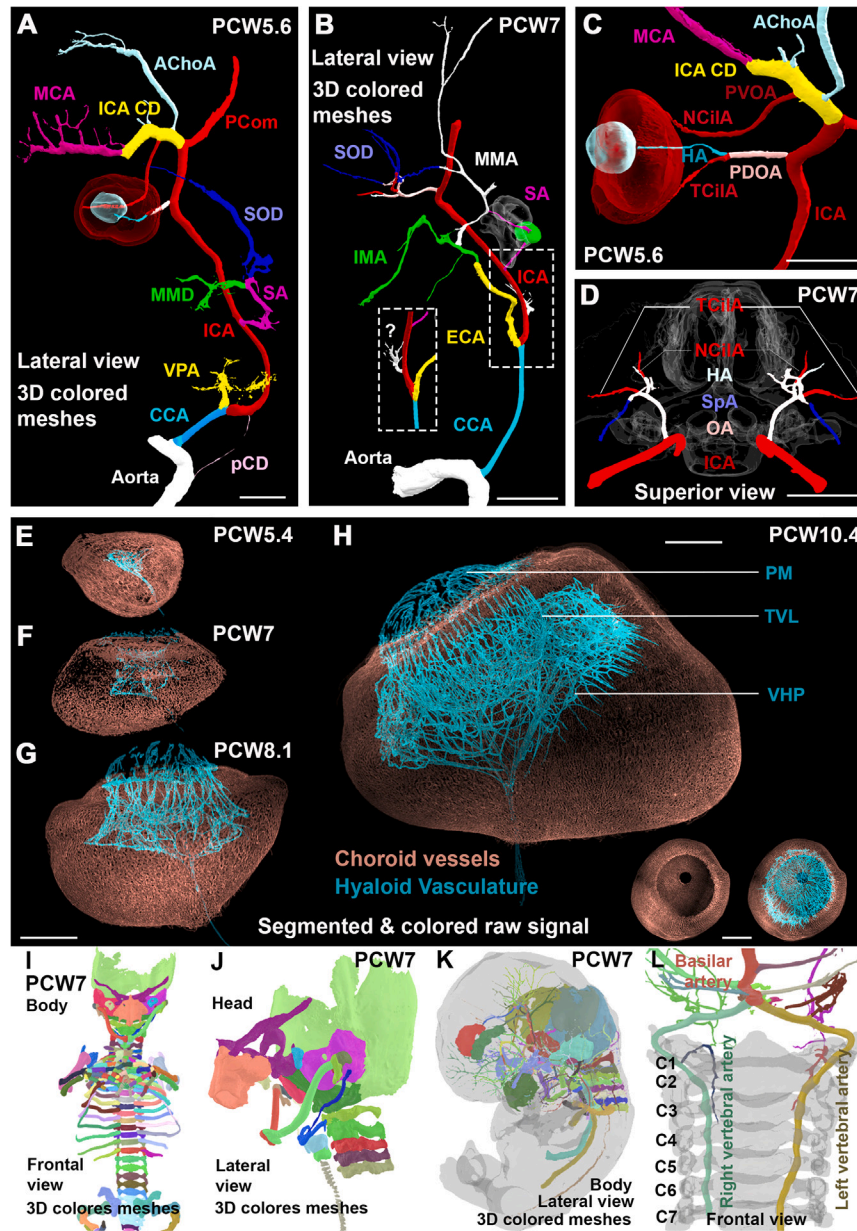 A
PCW5.6
AChoA
ICA CD
MCA
PCom
SOD
MMD
SA
ICA
VPA
CCA
pCD
Aorta
Lateral view
3D colored
meshes
B
PCW7
Lateral view
3D colored
meshes
SOD
MMA
SA
IMA
ICA
?
ECA
CCA
Aorta
C
MCA
AChoA
ICA CD
PVOA
NCilA
HA
PDOA
TCilA
ICA
PCW5.6
D
PCW7
TCilA
NCilA
HA
SpA
OA
ICA
Superior view
E
PCW5.4
F
PCW7
G
PCW8.1
H
PCW10.4
PM
TVL
VHP
Choroid vessels
Hyaloid Vasculature
Segmented & colored raw signal
I
PCW7
Body
Frontal
view
3D colores meshes
J
PCW7
Head
Lateral
view
3D colores meshes
K
PCW7
Body
Lateral view
3D colored meshes
L
Basilar
artery
C1
C2
C3
C4
C5
C6
C7
Right vertebral artery
Left vertebral artery
Frontal view